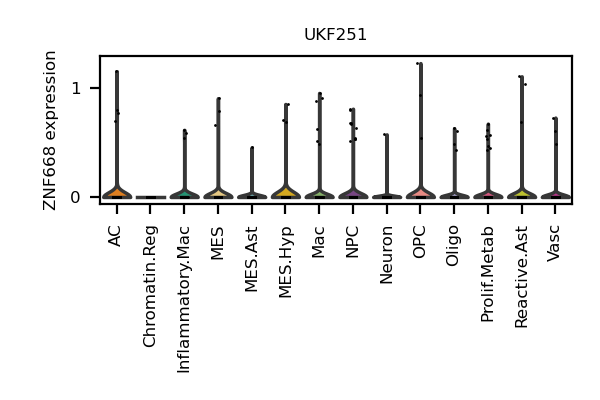 UKF251
ZNF668 expression
1
0
AC
Chromatin.Reg
Inflammatory.Mac
MES
MES.Ast
MES.Hyp
Mac
NPC
Neuron
OPC
Oligo
Prolif.Metab
Reactive.Ast
Vasc